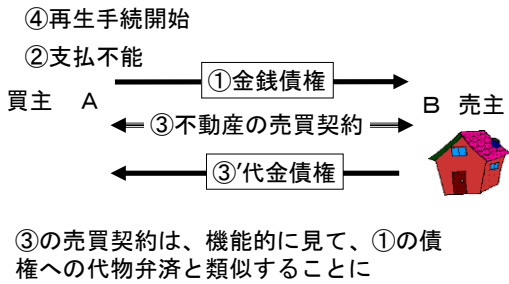 ④再生手続開始
②支払不能
①金銭債権
買主 A
③不動産の売買契約
B 売主
③’代金債権
③の売買契約は、機能的に見て、①の債
権への代物弁済と類似することに